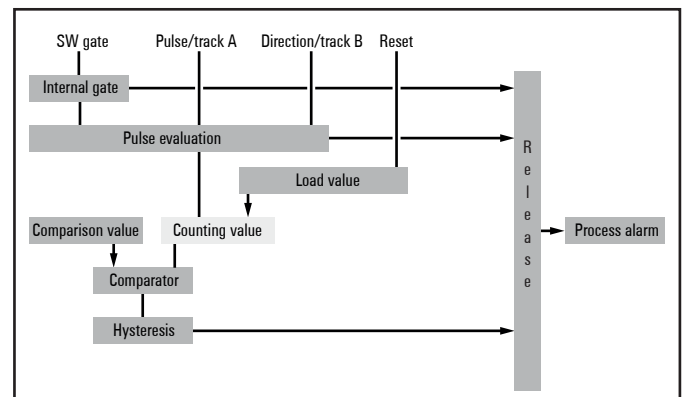 SW gate Pulse/track A Direction/track B Reset
Internal gate
Pulse evaluation
Load value
Comparison value Counting value
Comparator
Hysteresis
Release
Process alarm